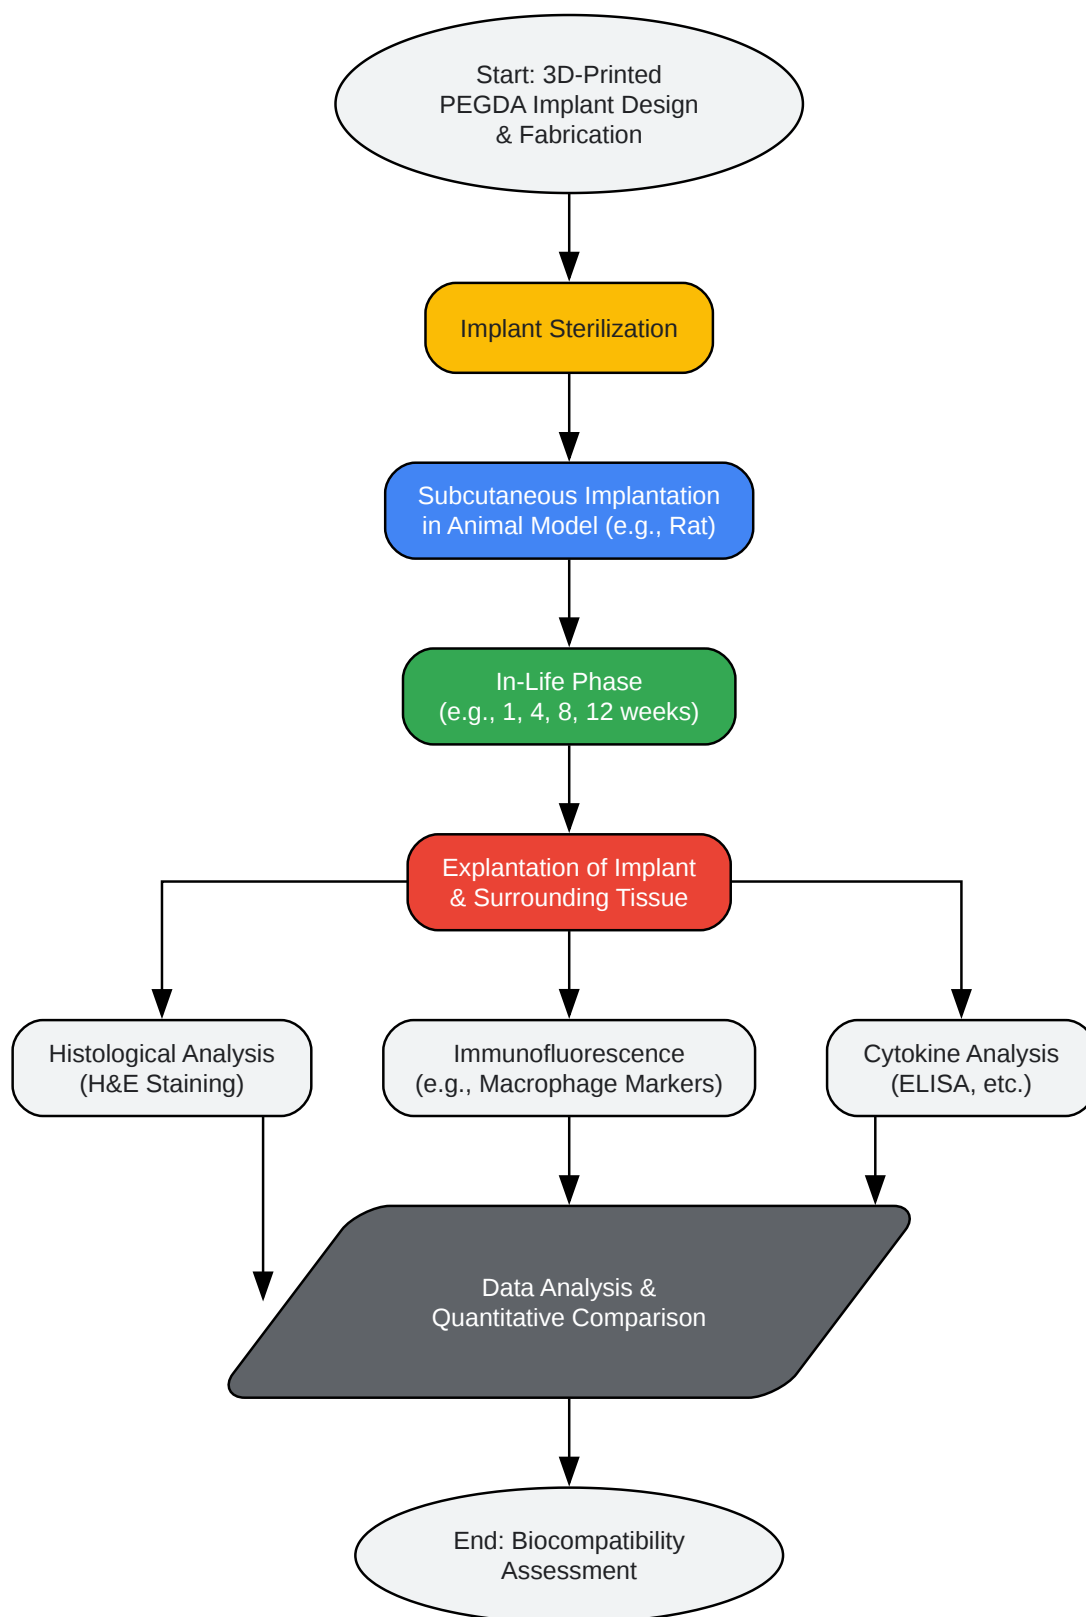 Start: 3D-Printed
PEGDA Implant Design
& Fabrication
Implant Sterilization
Subcutaneous Implantation
in Animal Model (e.g., Rat)
In-Life Phase
(e.g., 1, 4, 8, 12 weeks)
Explantation of Implant
& Surrounding Tissue
Histological Analysis
(H&E Staining)
Immunofluorescence
(e.g., Macrophage Markers)
Cytokine Analysis
(ELISA, etc.)
Data Analysis &
Quantitative Comparison
End: Biocompatibility
Assessment